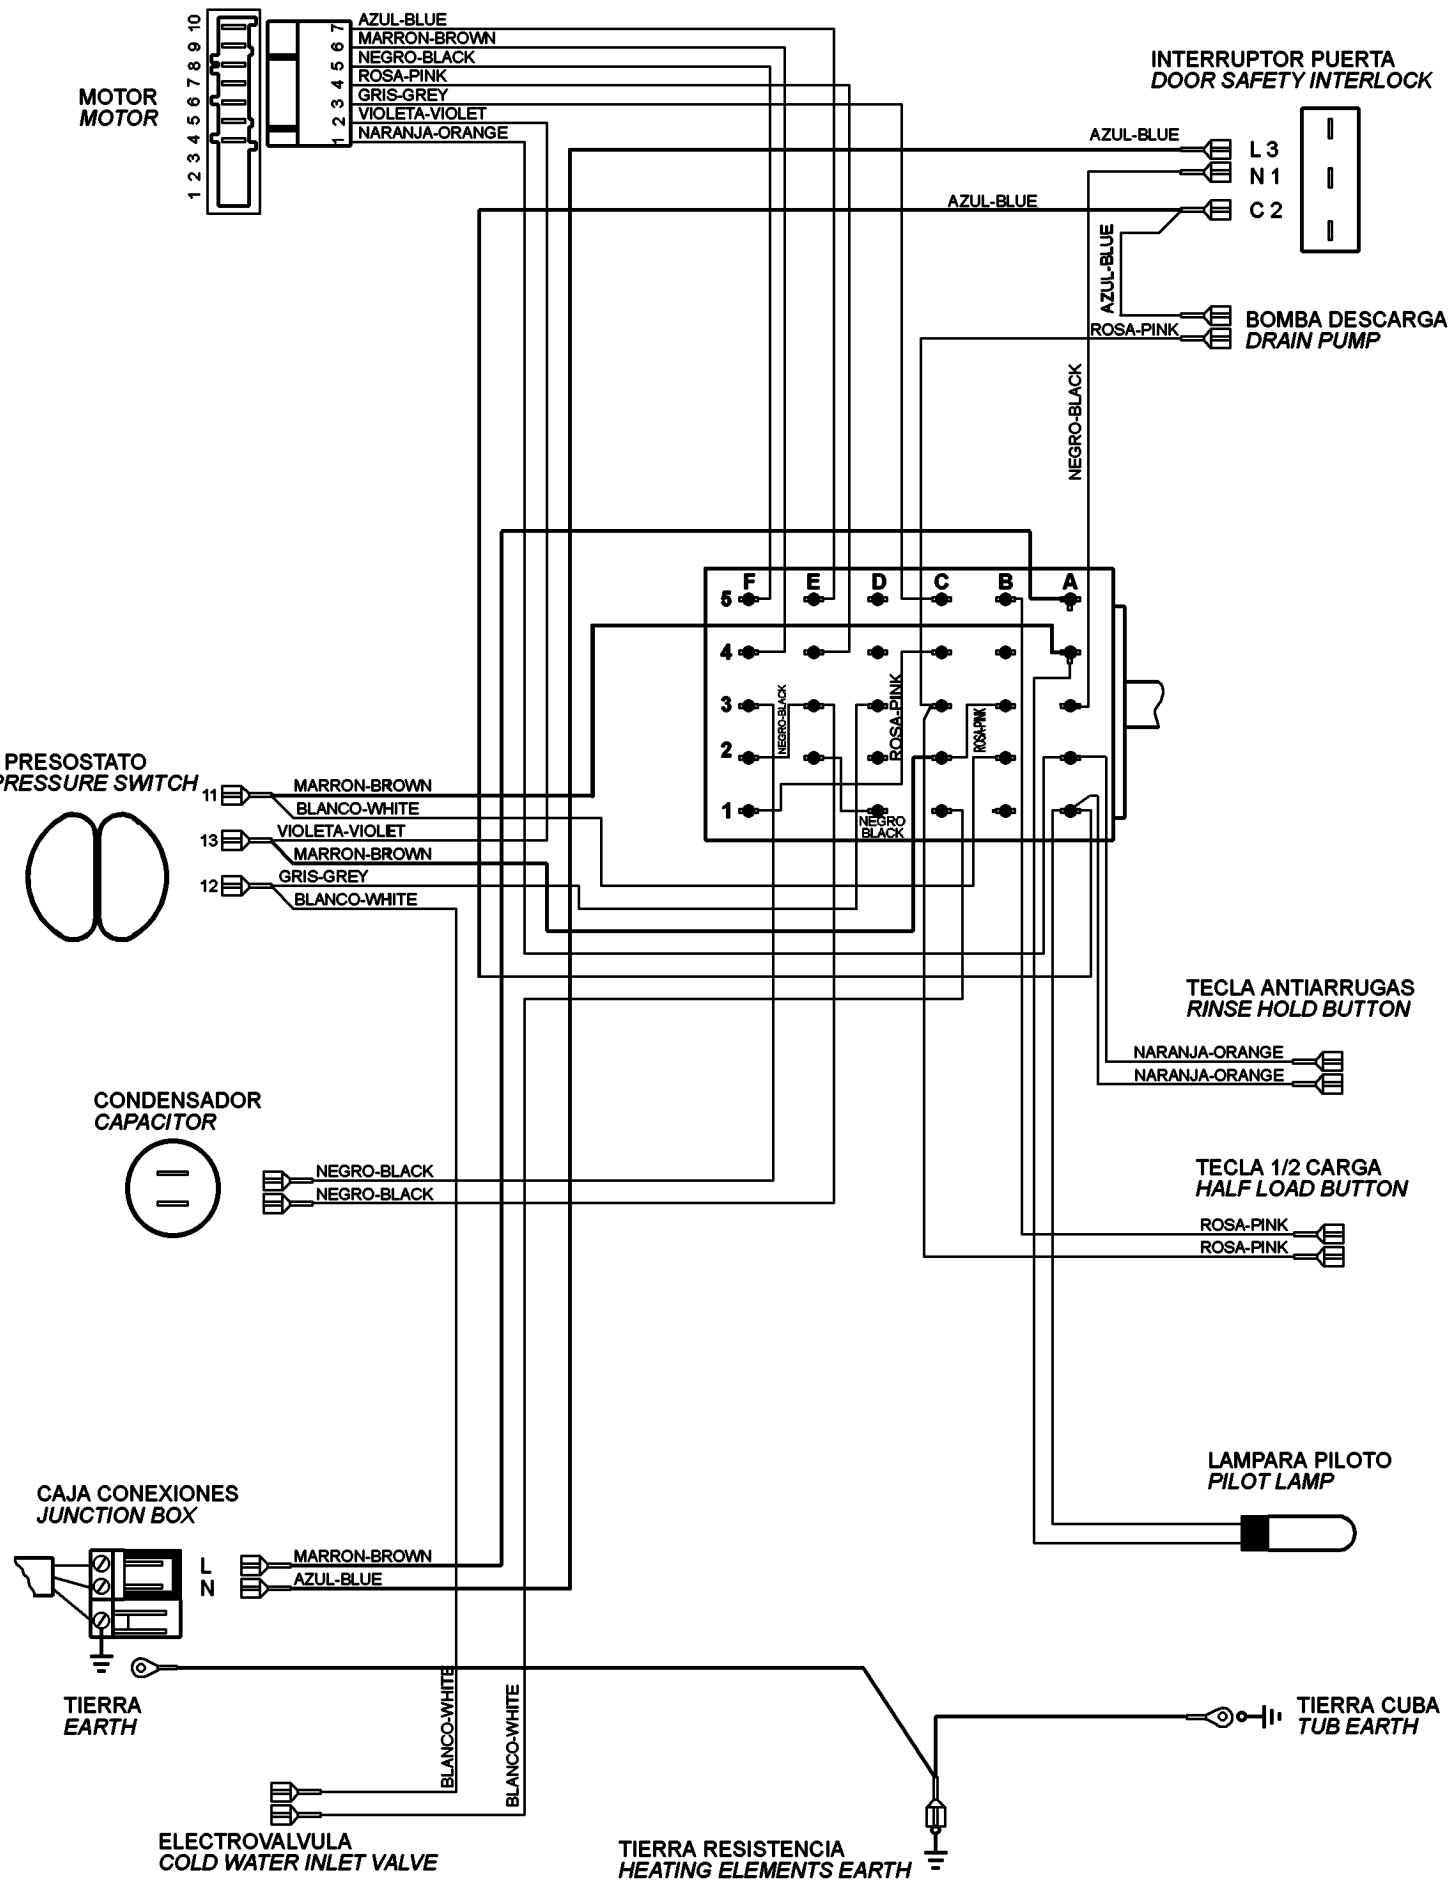 10
9
8
7
6
5
4
3
2
1
MOTOR
MOTOR
7
6
5
4
3
2
1
AZUL-BLUE
MARRON-BROWN
NEGRO-BLACK
ROSA-PINK
GRIS-GREY
VIOLETA-VIOLET
NARANJA-ORANGE
INTERRUPTOR PUERTA
DOOR SAFETY INTERLOCK
AZUL-BLUE
L 3
N 1
AZUL-BLUE
C 2
AZUL-BLUE
ROSA-PINK
BOMBA DESCARGA
DRAIN PUMP
NEGRO-BLACK
F E D C B A
5
4
3
2
1
NEGRO-BLACK
ROSA-PINK
ROSA-PINK
NEGRO
BLACK
PRESOSTATO
PRESSURE SWITCH
11
MARRON-BROWN
BLANCO-WHITE
13
VIOLETA-VIOLET
MARRON-BROWN
12
GRIS-GREY
BLANCO-WHITE
TECLA ANTIARRUGAS
RINSE HOLD BUTTON
NARANJA-ORANGE
NARANJA-ORANGE
CONDENSADOR
CAPACITOR
NEGRO-BLACK
NEGRO-BLACK
TECLA 1/2 CARGA
HALF LOAD BUTTON
ROSA-PINK
ROSA-PINK
LAMPARA PILOTO
PILOT LAMP
CAJA CONEXIONES
JUNCTION BOX
L
N
MARRON-BROWN
AZUL-BLUE
TIERRA
EARTH
BLANCO-WHITE
BLANCO-WHITE
TIERRA CUBA
TUB EARTH
ELECTROVALVULA
COLD WATER INLET VALVE
TIERRA RESISTENCIA
HEATING ELEMENTS EARTH